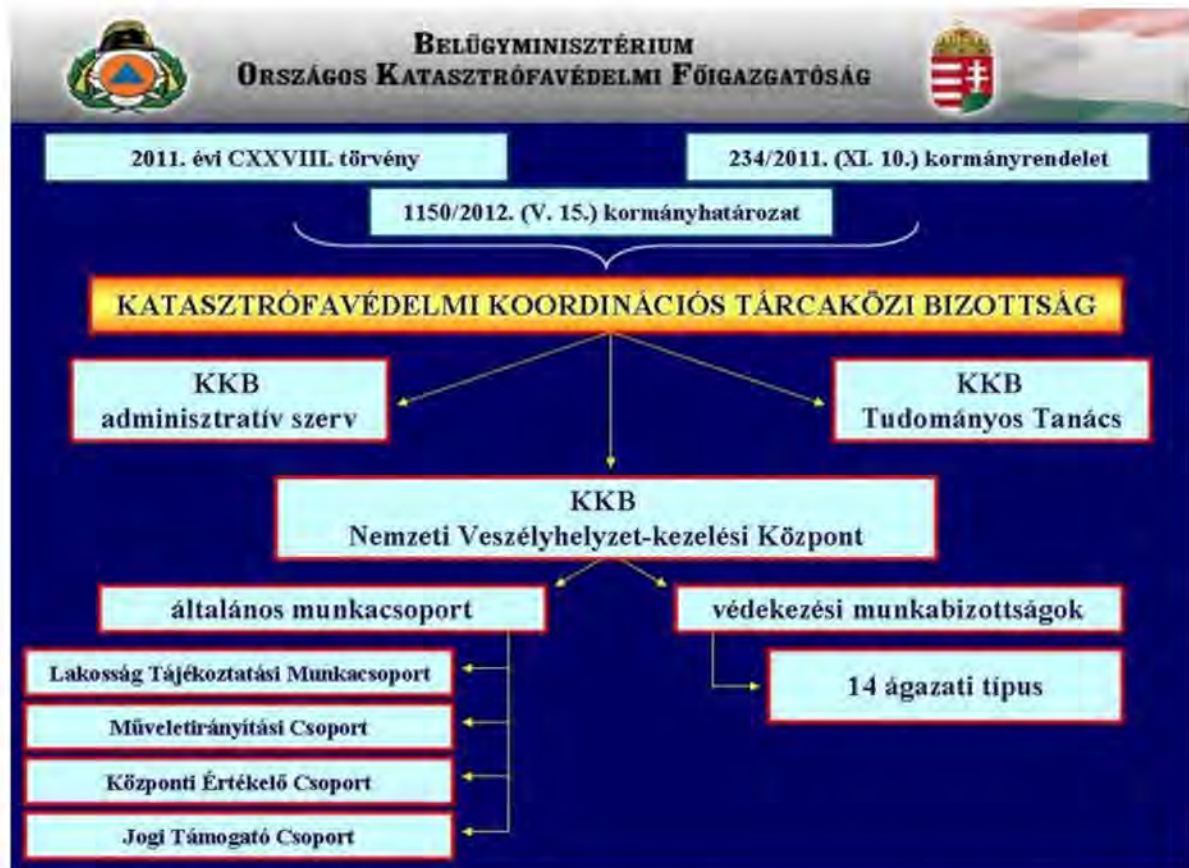 BELÜGYMINISZTÉRIUM
ORSZÁGOS KATASZTRÓFAVÉDELMI FŐIGAZGATÓSÁG
2011. évi CXXVIII. törvény
234/2011. (XI. 10.) kormányrendelet
1150/2012. (V. 15.) kormányhatározat
KATASZTRÓFAVÉDELMI KOORDINÁCIÓS TÁRCAKÖZI BIZOTTSÁG
KKB
adminisztratív szerv
KKB
Tudományos Tanács
KKB
Nemzeti Veszélyhelyzet-kezelési Központ
általános munkacsoport
védekezési munkabizottságok
Lakosság Tájékoztatási Munkacsoport
Műveletirányítási Csoport
Központi Értékelő Csoport
Jogi Támogató Csoport
14 ágazati típus